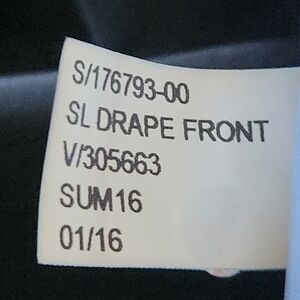 S/176793-00
SL DRAPE FRONT
V/305663
SUM16
01/16